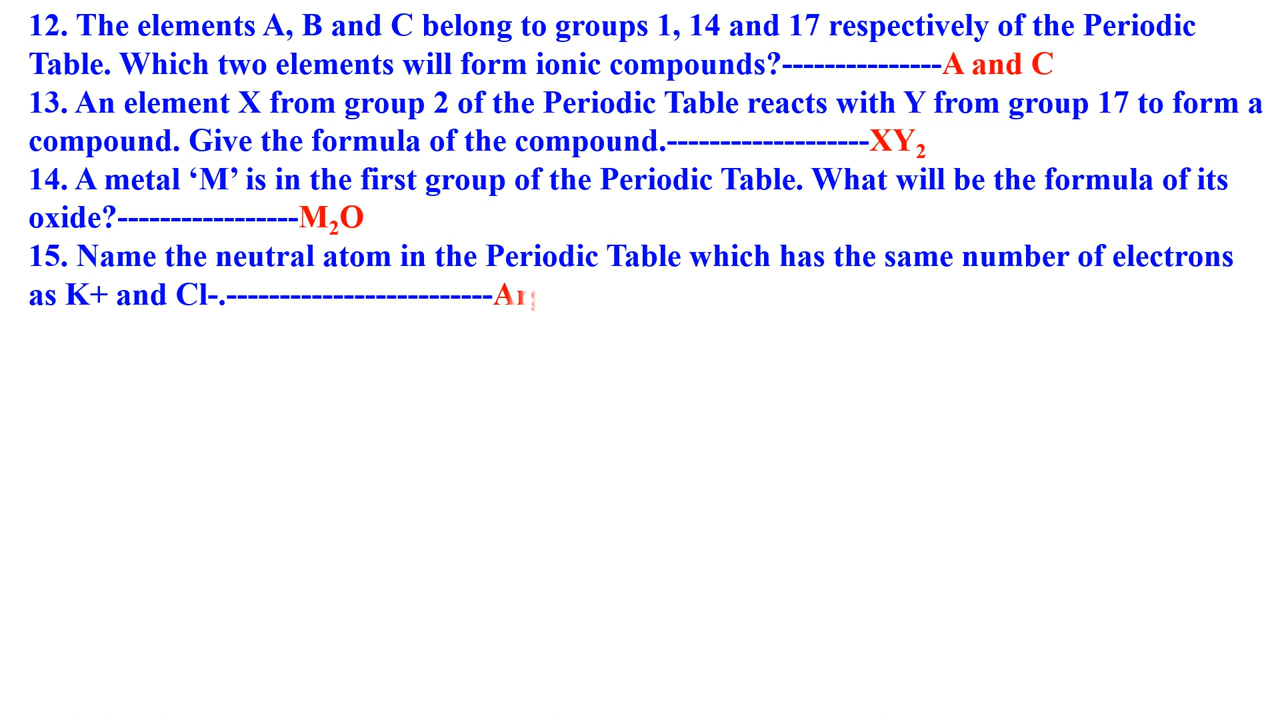 12. The elements A, B and C belong to groups 1, 14 and 17 respectively of the Periodic
Table. Which two elements will form ionic compounds?---------------A and C
13. An element X from group 2 of the Periodic Table reacts with Y from group 17 to form a
compound. Give the formula of the compound.-------------------XY₂
14. A metal ‘M’ is in the first group of the Periodic Table. What will be the formula of its
oxide?-----------------M₂O
15. Name the neutral atom in the Periodic Table which has the same number of electrons
as K+ and Cl-.-------------------------